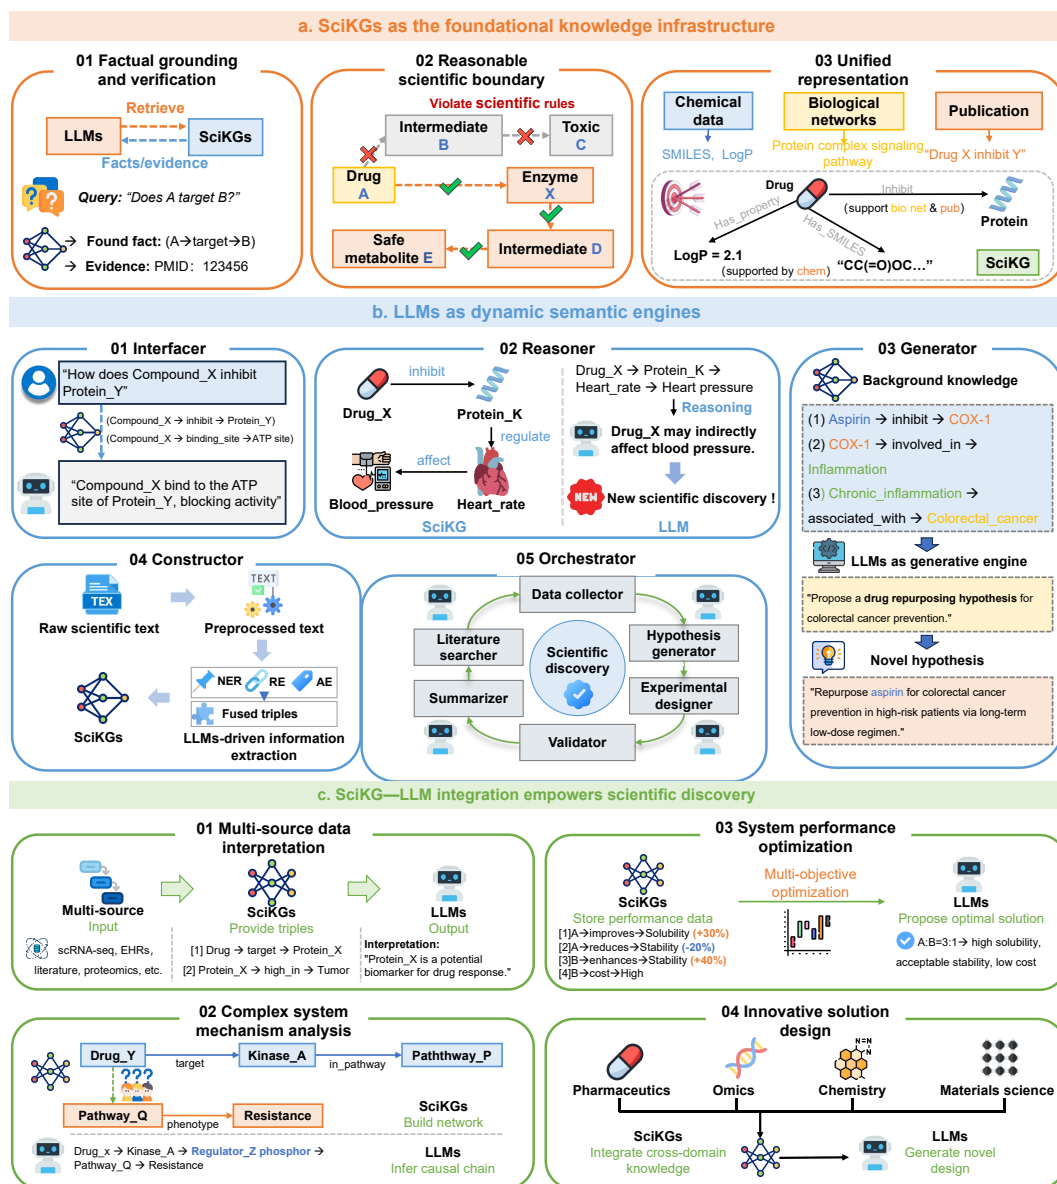 a. SciKGs as the foundational knowledge infrastructure
01 Factual grounding
and verification
Retrieve
LLMs
SciKGs
Facts/evidence
Query: “Does A target B?”
→ Found fact: (A→target→B)
→ Evidence: PMID: 123456
02 Reasonable
scientific boundary
Violate scientific rules
Intermediate
B
Toxic
C
Drug
A
Enzyme
X
Safe
metabolite E
Intermediate D
03 Unified
representation
Chemical
data
Biological
networks
Publication
SMILES, LogP
Protein complex signaling
pathway
“Drug X inhibit Y”
Drug
Inhibit
(support bio net & pub)
Protein
Has_property
Has_SMILES
LogP = 2.1
(supported by chem)
“CC(=O)OC...”
SciKG
b. LLMs as dynamic semantic engines
01 Interfacer
“How does Compound_X inhibit
Protein_Y”
(Compound_X → inhibit → Protein_Y)
(Compound_X → binding_site →ATP site)
“Compound_X bind to the ATP
site of Protein_Y, blocking activity”
02 Reasoner
inhibit
Drug_X
Protein_K
regulate
affect
Blood_pressure
Heart_rate
SciKG
Drug_X → Protein_K →
Heart_rate → Heart pressure
Reasoning
Drug_X may indirectly
affect blood pressure.
NEW
New scientific discovery !
LLM
03 Generator
Background knowledge
(1) Aspirin → inhibit → COX-1
(2) COX-1 → involved_in →
Inflammation
(3) Chronic_inflammation →
associated_with → Colorectal_cancer
LLMs as generative engine
"Propose a drug repurposing hypothesis for
colorectal cancer prevention."
Novel hypothesis
"Repurpose aspirin for colorectal cancer
prevention in high-risk patients via long-term
low-dose regimen."
04 Constructor
TEX
TEXT
Raw scientific text
Preprocessed text
NER
RE
AE
Fused triples
SciKGs
LLMs-driven information
extraction
05 Orchestrator
Data collector
Literature
searcher
Hypothesis
generator
Scientific
discovery
Summarizer
Experimental
designer
Validator
c. SciKG—LLM integration empowers scientific discovery
01 Multi-source data
interpretation
Multi-source
Input
SciKGs
Provide triples
LLMs
Output
scRNA-seq, EHRs,
literature, proteomics, etc.
[1] Drug → target → Protein_X
[2] Protein_X → high_in → Tumor
Interpretation:
"Protein_X is a potential
biomarker for drug response."
03 System performance
optimization
Multi-objective
optimization
SciKGs
Store performance data
[1]A→improves→Solubility (+30%)
[2]A→reduces→Stability (-20%)
[3]B→enhances→Stability (+40%)
[4]B→cost→High
LLMs
Propose optimal solution
A:B=3:1→ high solubility,
acceptable stability, low cost
02 Complex system
mechanism analysis
Drug_Y
target
Kinase_A
in_pathway
Paththway_P
???
Pathway_Q
phenotype
Resistance
SciKGs
Build network
Drug_x → Kinase_A → Regulator_Z phosphor →
Pathway_Q → Resistance
LLMs
Infer causal chain
04 Innovative solution
design
N=N
Pharmaceutics
Omics
Chemistry
Materials science
SciKGs
Integrate cross-domain
knowledge
LLMs
Generate novel
design